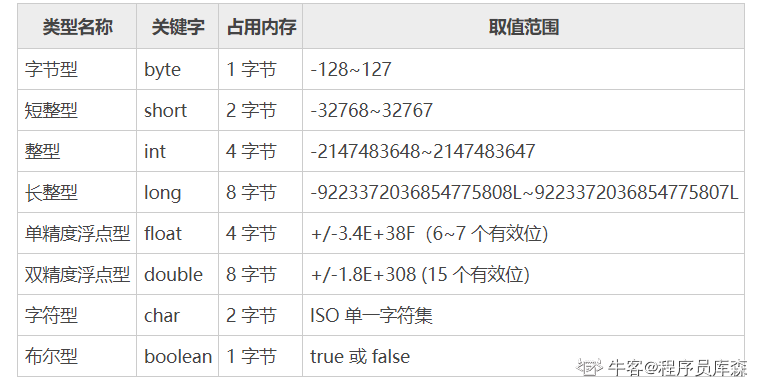 类型名称 关键字 占用内存 取值范围
字节型 byte 1 字节 -128~127
短整型 short 2 字节 -32768~32767
整型 int 4 字节 -2147483648~2147483647
长整型 long 8 字节 -9223372036854775808L~9223372036854775807L
单精度浮点型 float 4 字节 +/-3.4E+38F（6~7 个有效位）
双精度浮点型 double 8 字节 +/-1.8E+308 (15 个有效位)
字符型 char 2 字节 ISO 单一字符集
布尔型 boolean 1 字节 true 或 false
牛客@程序员库森